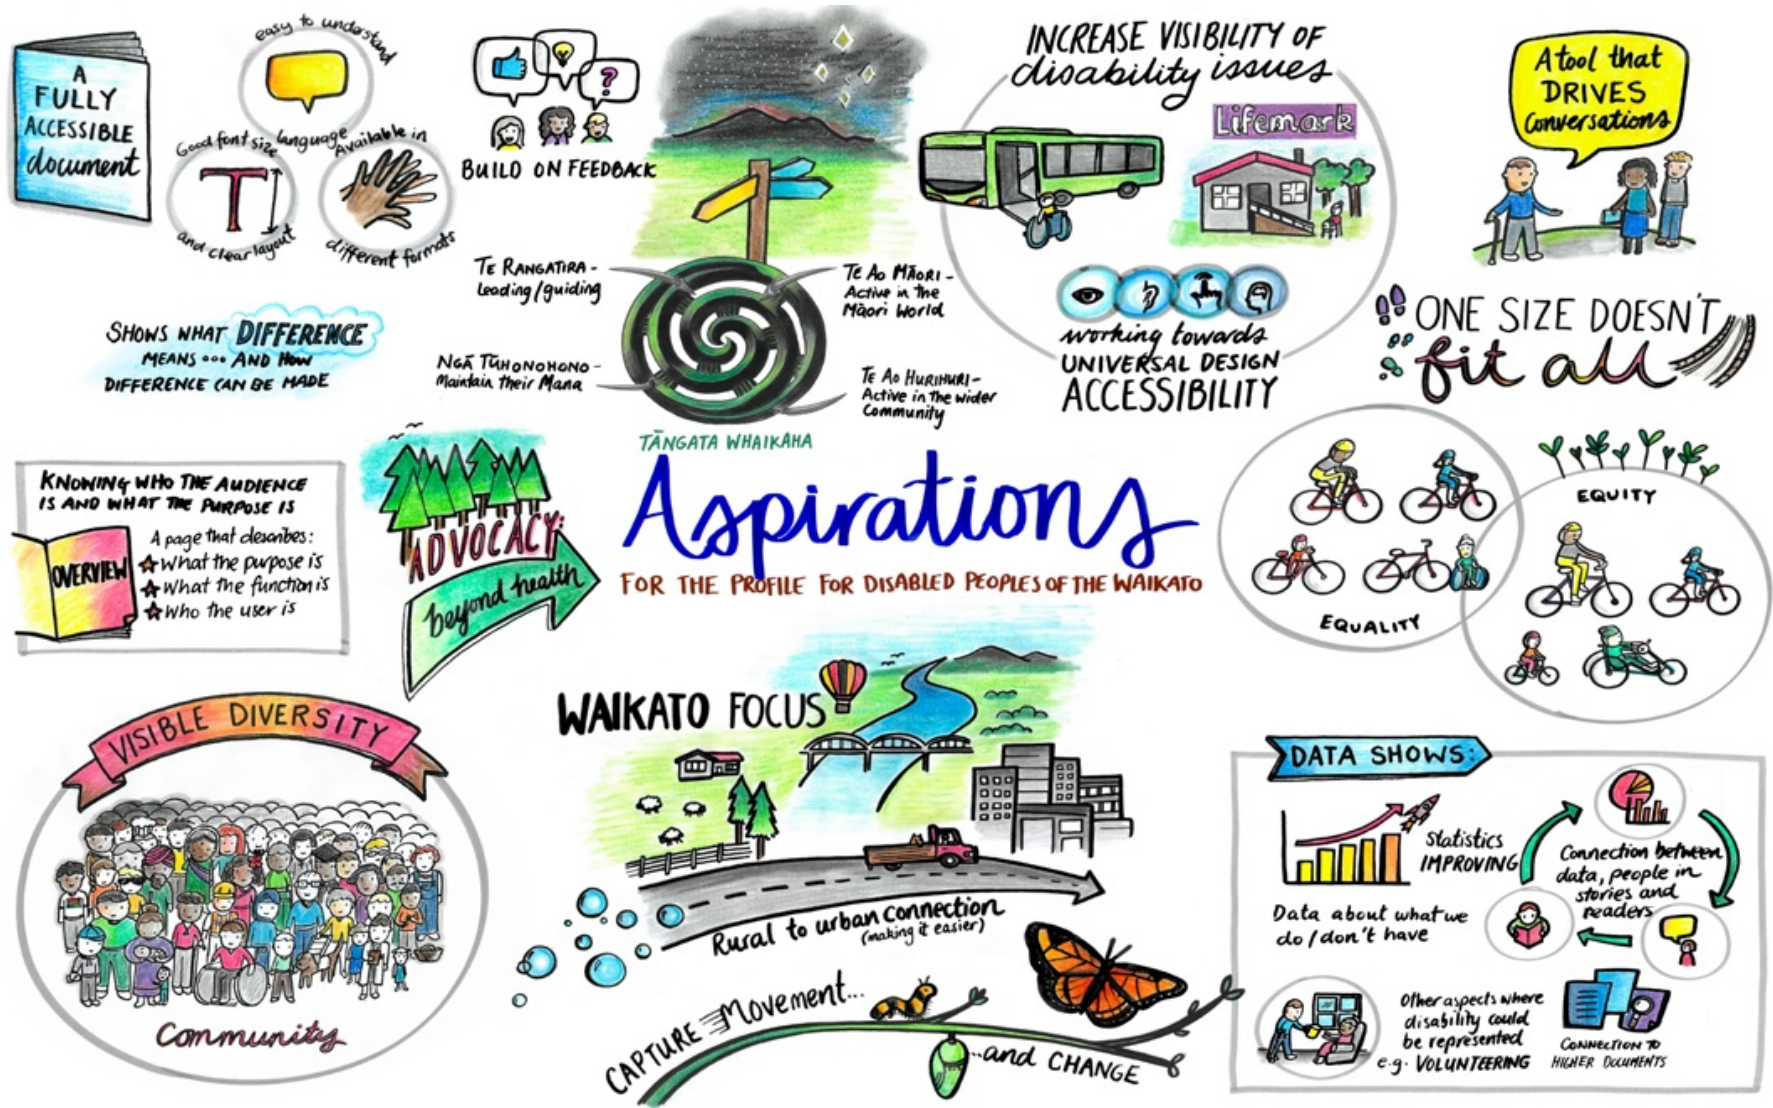 A
FULLY
ACCESSIBLE
document
easy to understand
language
Good font size
and clear layout
Available in
different formats
BUILD ON FEEDBACK
SHOWS WHAT DIFFERENCE
MEANS ... AND HOW
DIFFERENCE CAN BE MADE
TE RANGATIRA -
Leading/guiding
TE AO MĀORI -
Active in the
Māori World
NGĀ TŪHONOHONO -
Maintain their Mana
TE AO HURIHURI -
Active in the wider
Community
TĀNGATA WHAIKAHA
INCREASE VISIBILITY OF
disability issues
Lifemark
working towards
UNIVERSAL DESIGN
ACCESSIBILITY
A tool that
DRIVES
Conversations
ONE SIZE DOESN'T
fit all
KNOWING WHO THE AUDIENCE
IS AND WHAT THE PURPOSE IS
OVERVIEW
A page that describes:
What the purpose is
What the function is
Who the user is
ADVOCACY:
beyond health
Aspirations
FOR THE PROFILE FOR DISABLED PEOPLES OF THE WAIKATO
EQUALITY
EQUITY
VISIBLE DIVERSITY
Community
WAIKATO FOCUS
Rural to urban connection
(making it easier)
CAPTURE Movement...
...and CHANGE
DATA SHOWS:
Statistics
IMPROVING
Data about what we
do/don't have
Connection between
data, people in
stories and
readers
Other aspects where
disability could
be represented
e.g. VOLUNTEERING
CONNECTION TO
HIGHER DOCUMENTS